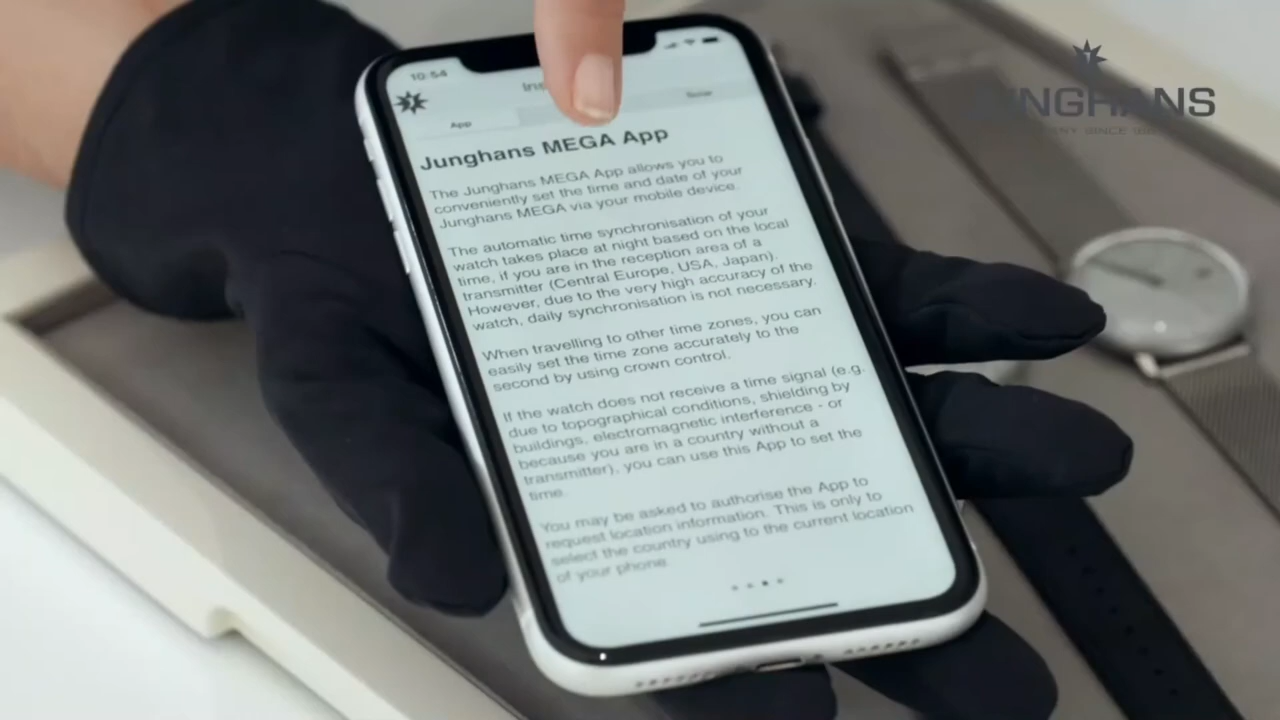 10:54
App
Junghans MEGA App
The Junghans MEGA App allows you to
conveniently set the time and date of your
Junghans MEGA via your mobile device.
The automatic time synchronisation of your
watch takes place at night based on the local
time, if you are in the reception area of a
transmitter (Central Europe, USA, Japan).
However, due to the very high accuracy of the
watch, daily synchronisation is not necessary.
When travelling to other time zones, you can
easily set the time zone accurately to the
second by using crown control.
If the watch does not receive a time signal (e.g.
due to topographical conditions, shielding by
buildings, electromagnetic interference - or
because you are in a country without a
transmitter), you can use this App to set the
time.
You may be asked to authorise the App to
request location information. This is only to
select the country using to the current location
of your phone.
JUNGHANS